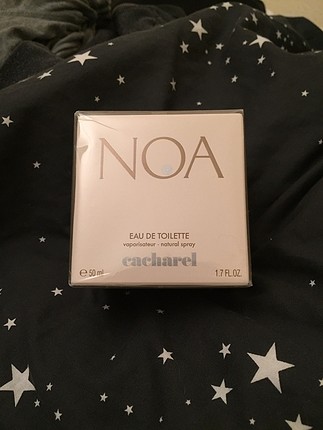 NOA
EAU DE TOILETTE
vaporisateur - natural spray
cacharel
℮ 50 ml 1.7 FL.OZ.